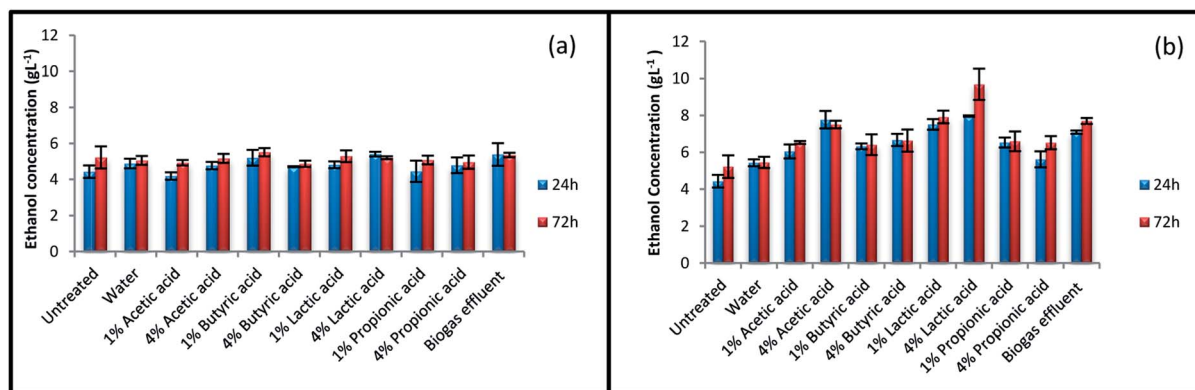 (a)
Ethanol concentration (gL-1)
12
10
8
6
4
2
0
Untreated
Water
1% Acetic acid
4% Acetic acid
1% Butyric acid
4% Butyric acid
1% Lactic acid
4% Lactic acid
1% Propionic acid
4% Propionic acid
Biogas effluent
24h
72h
(b)
Ethanol Concentration (gL-1)
12
10
8
6
4
2
0
Untreated
Water
1% Acetic acid
4% Acetic acid
1% Butyric acid
4% Butyric acid
1% Lactic acid
4% Lactic acid
1% Propionic acid
4% Propionic acid
Biogas effluent
24h
72h